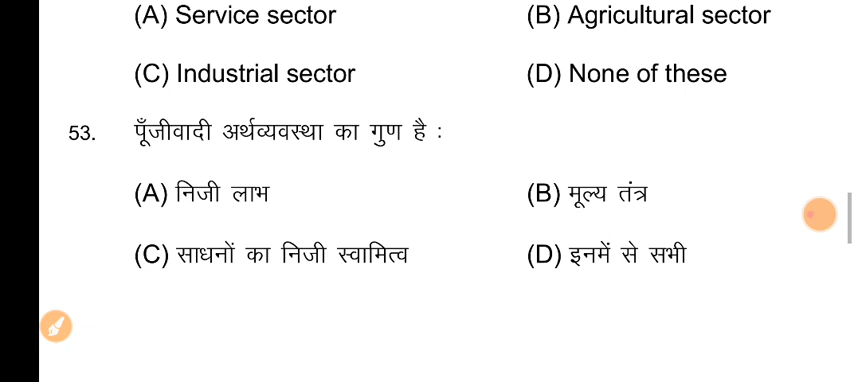 (A) Service sector (B) Agricultural sector
(C) Industrial sector (D) None of these
53. पूँजीवादी अर्थव्यवस्था का गुण है :
(A) निजी लाभ (B) मूल्य तंत्र
(C) साधनों का निजी स्वामित्व (D) इनमें से सभी